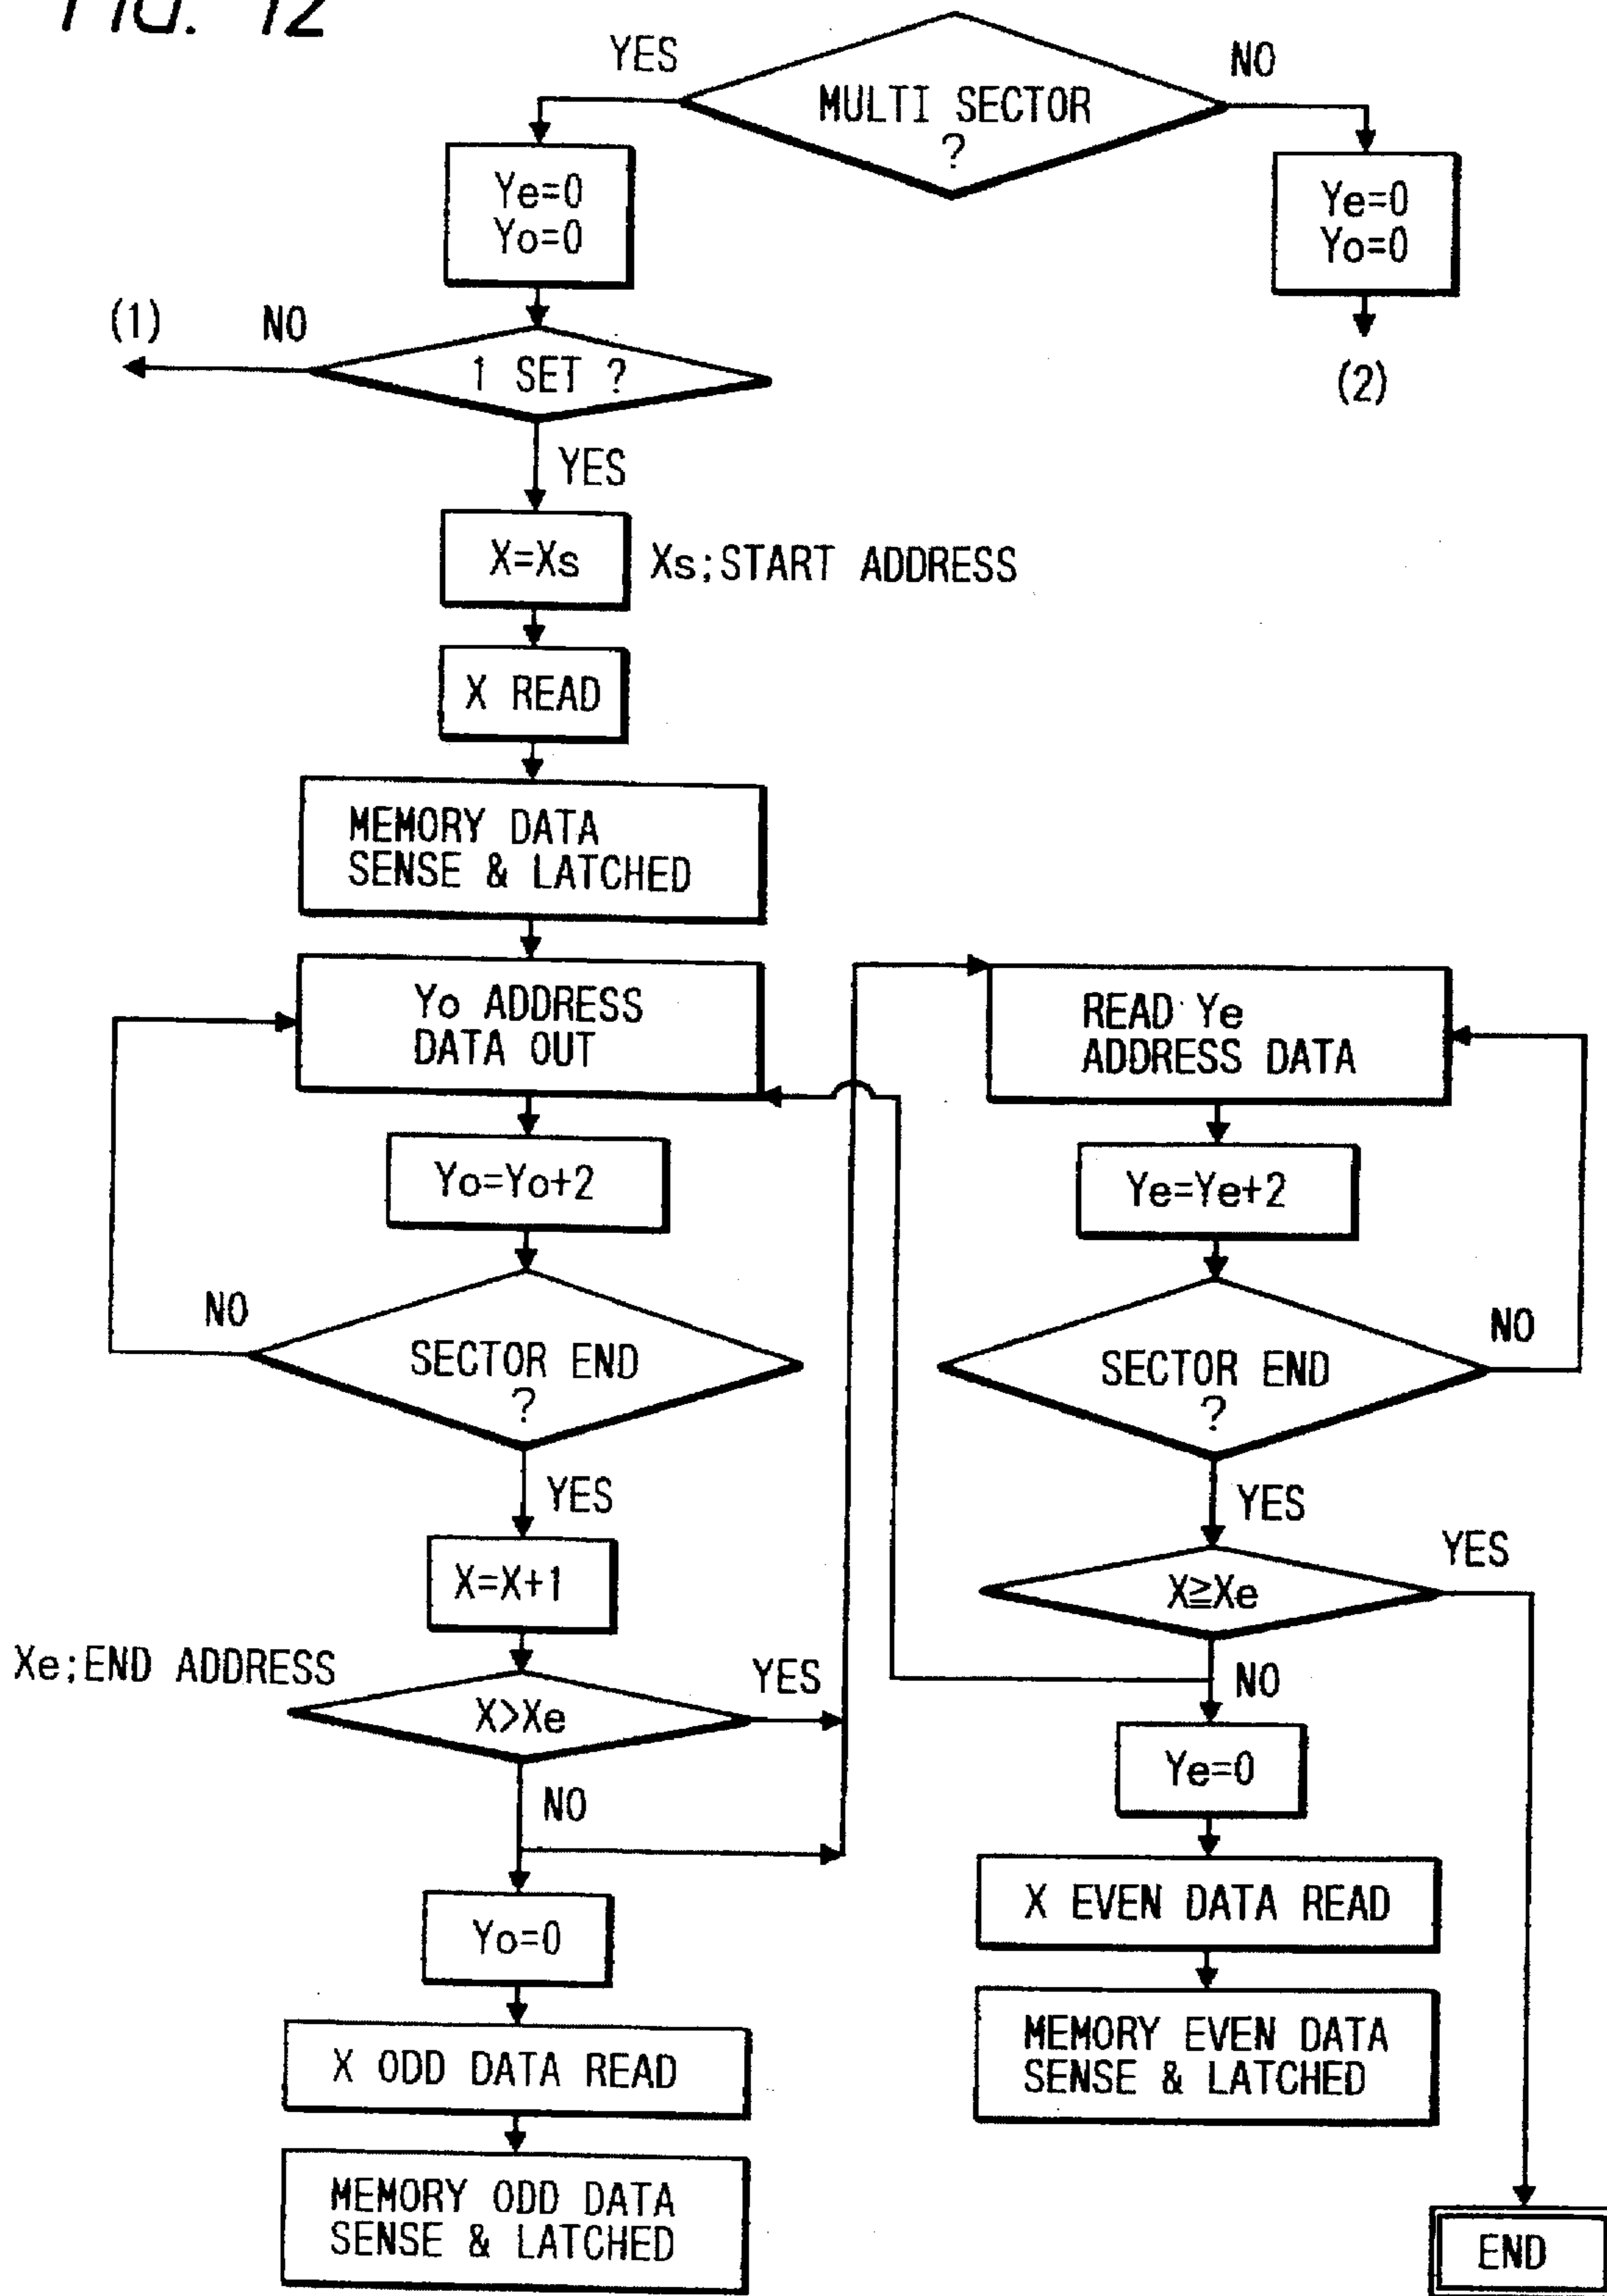 FIG. 12
YES
NO
MULTI SECTOR
?
Ye=0
Yo=0
Ye=0
Yo=0
(1)
NO
1 SET ?
(2)
YES
X=Xs
Xs;START ADDRESS
X READ
MEMORY DATA
SENSE & LATCHED
Yo ADDRESS
DATA OUT
READ Ye
ADDRESS DATA
Yo=Yo+2
Ye=Ye+2
NO
SECTOR END
?
SECTOR END
?
NO
YES
YES
X=X+1
X≧Xe
YES
Xe;END ADDRESS
X>Xe
YES
NO
NO
Ye=0
Yo=0
X EVEN DATA READ
X ODD DATA READ
MEMORY EVEN DATA
SENSE & LATCHED
MEMORY ODD DATA
SENSE & LATCHED
END